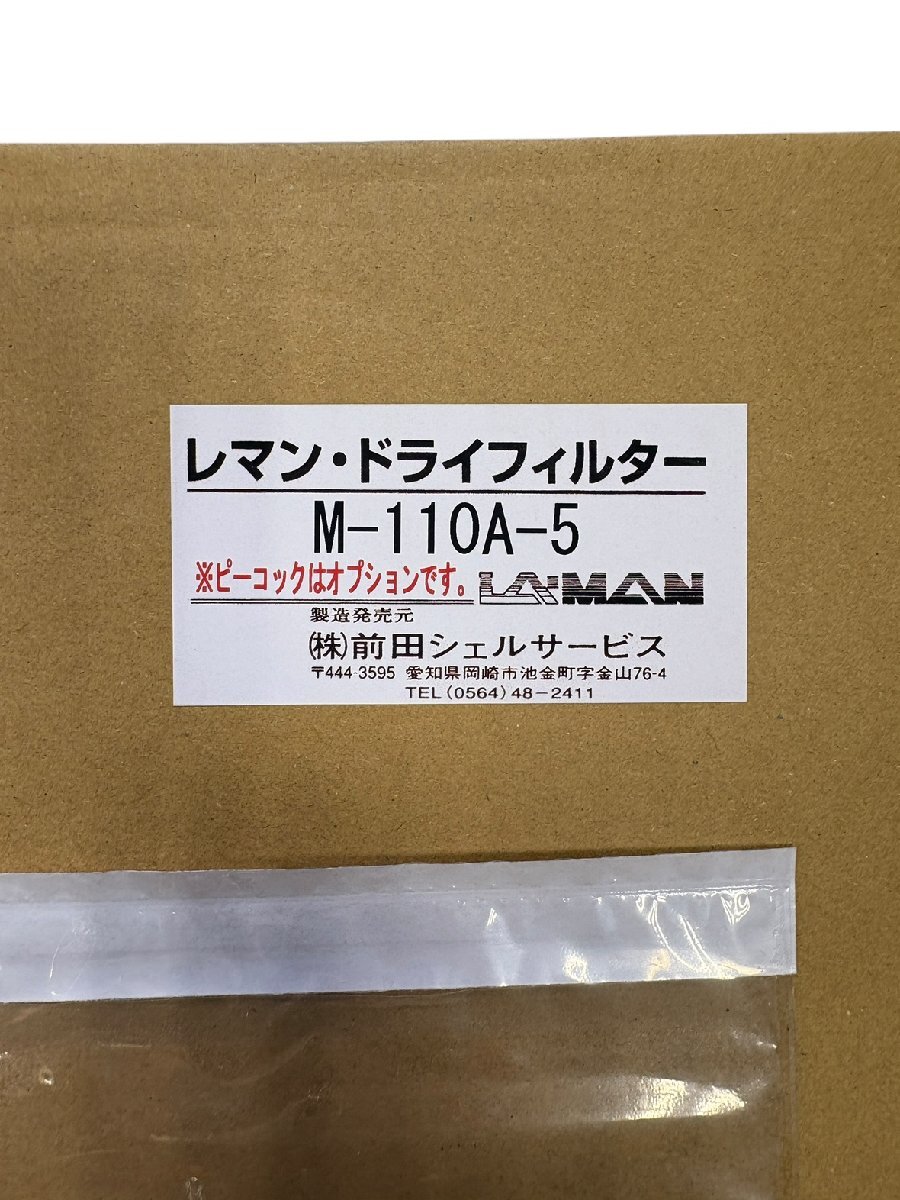 レマン・ドライフィルター
M-110A-5
※ピーコックはオプションです。 LAIMAN
製造発売元
㈱前田シェルサービス
〒444-3595 愛知県岡崎市池金町字金山76-4
TEL(0564)48-2411